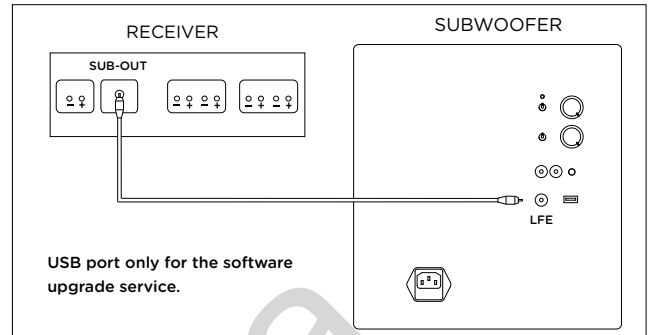 RECEIVER
SUBWOOFER
SUB-OUT
LFE
USB port only for the software
upgrade service.